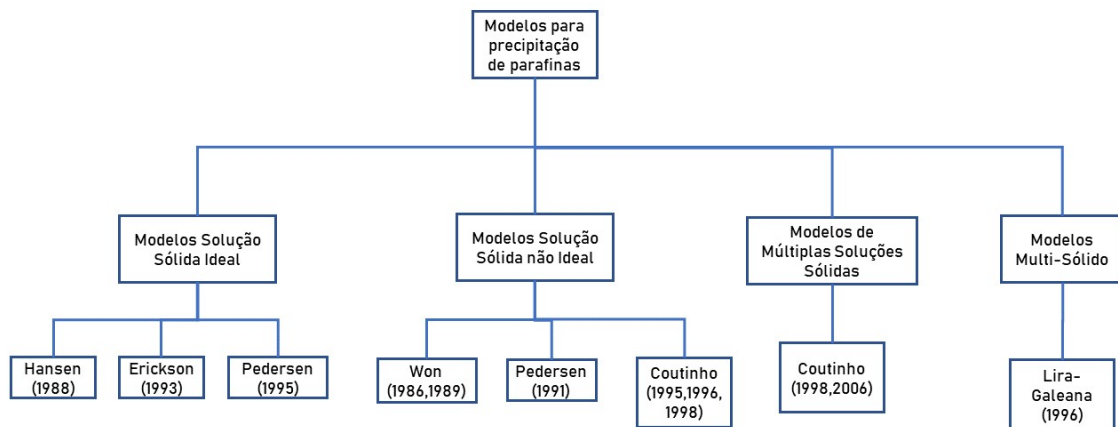 Modelos para
precipitação
de parafinas
Modelos Solução
Sólida Ideal
Modelos Solução
Sólida não Ideal
Modelos de
Múltiplas Soluções
Sólidas
Modelos
Multi-Sólido
Hansen
(1988)
Erickson
(1993)
Pedersen
(1995)
Won
(1986,1989)
Pedersen
(1991)
Coutinho
(1995,1996,
1998)
Coutinho
(1998,2006)
Lira-
Galeana
(1996)